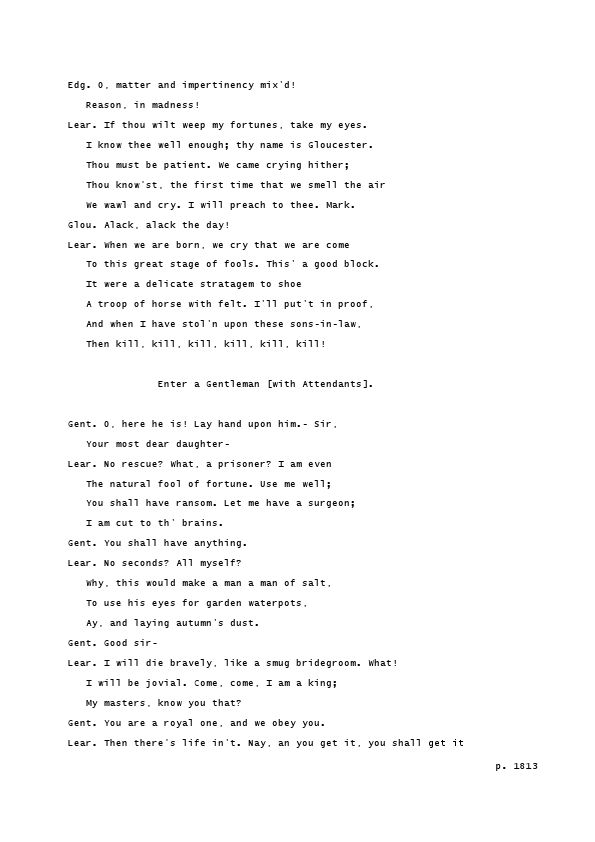 Edg. O, matter and impertinency mix'd!
Reason, in madness!
Lear. If thou wilt weep my fortunes, take my eyes.
I know thee well enough; thy name is Gloucester.
Thou must be patient. We came crying hither;
Thou know'st, the first time that we smell the air
We wawl and cry. I will preach to thee. Mark.
Glou. Alack, alack the day!
Lear. When we are born, we cry that we are come
To this great stage of fools. This' a good block.
It were a delicate stratagem to shoe
A troop of horse with felt. I'll put't in proof,
And when I have stol'n upon these sons-in-law,
Then kill, kill, kill, kill, kill, kill!
Enter a Gentleman [with Attendants].
Gent. O, here he is! Lay hand upon him.- Sir,
Your most dear daughter-
Lear. No rescue? What, a prisoner? I am even
The natural fool of fortune. Use me well;
You shall have ransom. Let me have a surgeon;
I am cut to th' brains.
Gent. You shall have anything.
Lear. No seconds? All myself?
Why, this would make a man a man of salt,
To use his eyes for garden waterpots,
Ay, and laying autumn's dust.
Gent. Good sir-
Lear. I will die bravely, like a smug bridegroom. What!
I will be jovial. Come, come, I am a king;
My masters, know you that?
Gent. You are a royal one, and we obey you.
Lear. Then there's life in't. Nay, an you get it, you shall get it
p. 1813